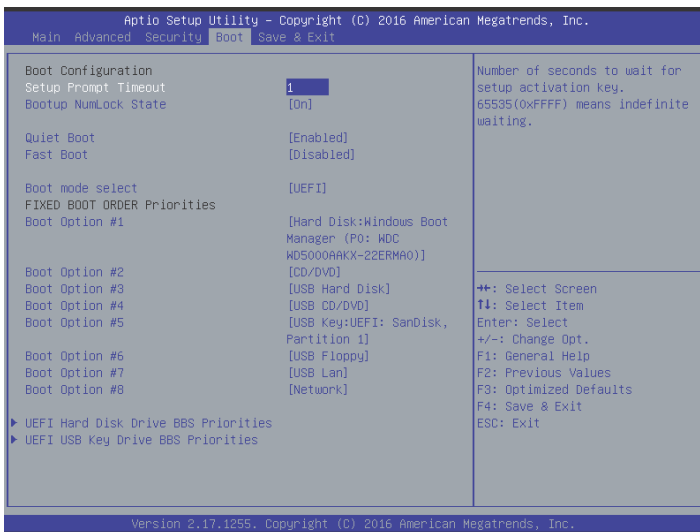 Aptio Setup Utility – Copyright (C) 2016 American Megatrends, Inc.
Main Advanced Security Boot Save & Exit
Boot Configuration
Setup Prompt Timeout 1
Bootup NumLock State [On]
Quiet Boot [Enabled]
Fast Boot [Disabled]
Boot mode select [UEFI]
FIXED BOOT ORDER Priorities
Boot Option #1 [Hard Disk:Windows Boot
Manager (P0: WDC
WD5000AAKX-22ERMA0)]
Boot Option #2 [CD/DVD]
Boot Option #3 [USB Hard Disk]
Boot Option #4 [USB CD/DVD]
Boot Option #5 [USB Key:UEFI: SanDisk,
Partition 1]
Boot Option #6 [USB Floppy]
Boot Option #7 [USB Lan]
Boot Option #8 [Network]
UEFI Hard Disk Drive BBS Priorities
UEFI USB Key Drive BBS Priorities
Number of seconds to wait for
setup activation key.
65535(0xFFFF) means indefinite
waiting.
→←: Select Screen
↑↓: Select Item
Enter: Select
+/-: Change Opt.
F1: General Help
F2: Previous Values
F3: Optimized Defaults
F4: Save & Exit
ESC: Exit
Version 2.17.1255. Copyright (C) 2016 American Megatrends, Inc.